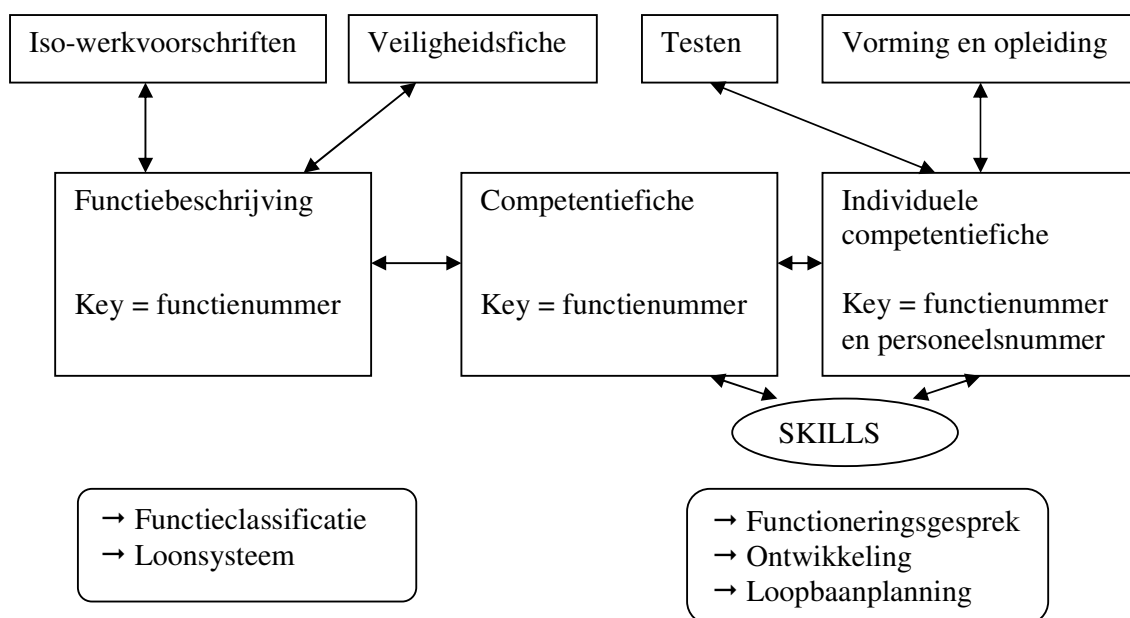 Iso-werkvoorschriften
Veiligheidsfiche
Testen
Vorming en opleiding
Functiebeschrijving
Key = functienummer
Competentiefiche
Key = functienummer
Individuele
competentiefiche
Key = functienummer
en personeelsnummer
SKILLS
→ Functieclassificatie
→ Loonsysteem
→ Functioneringsgesprek
→ Ontwikkeling
→ Loopbaanplanning